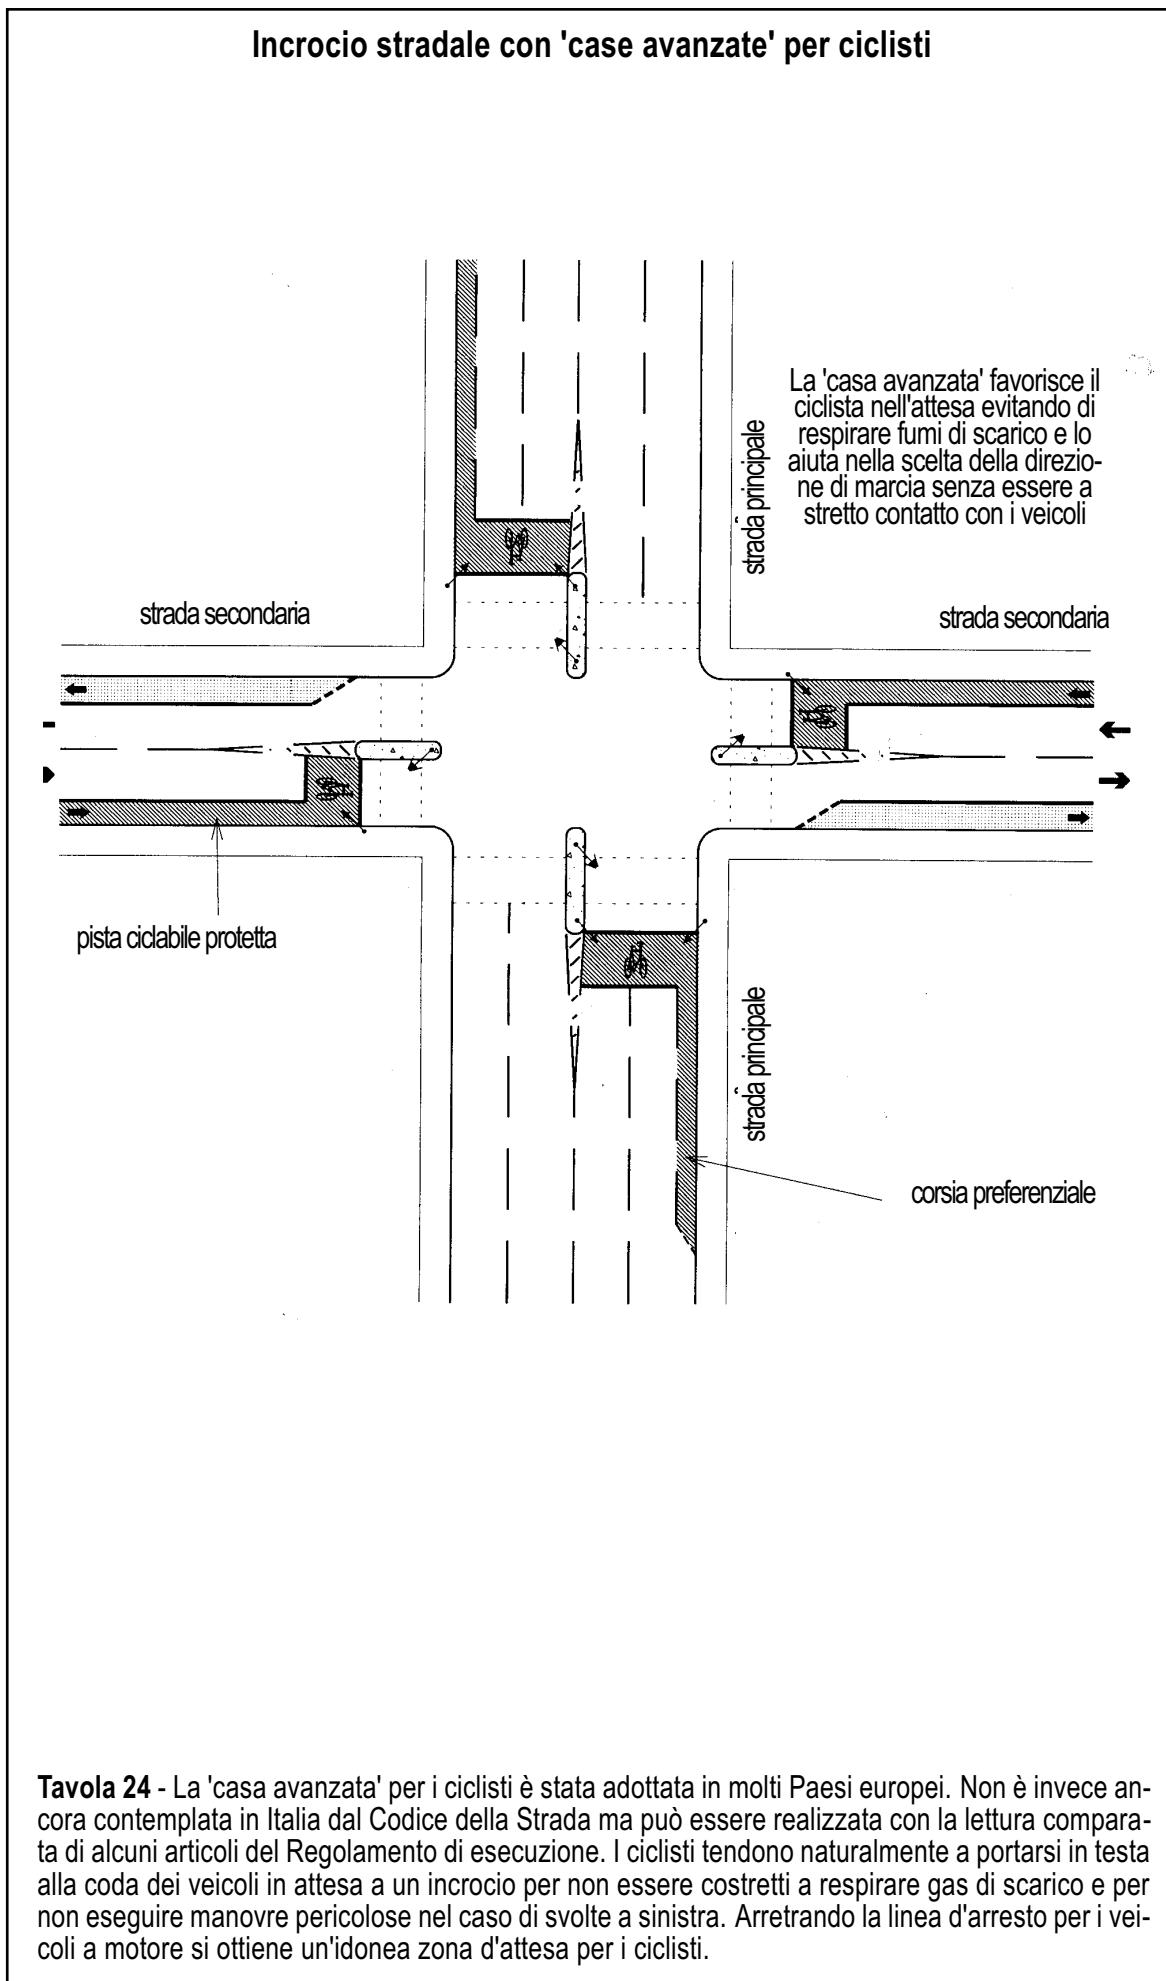 Incrocio stradale con 'case avanzate' per ciclisti
La 'casa avanzata' favorisce il
ciclista nell'attesa evitando di
respirare fumi di scarico e lo
aiuta nella scelta della direzio-
ne di marcia senza essere a
stretto contatto con i veicoli
strada principale
strada secondaria
strada secondaria
pista ciclabile protetta
strada principale
corsia preferenziale
Tavola 24 - La 'casa avanzata' per i ciclisti è stata adottata in molti Paesi europei. Non è invece an-
cora contemplata in Italia dal Codice della Strada ma può essere realizzata con la lettura compara-
ta di alcuni articoli del Regolamento di esecuzione. I ciclisti tendono naturalmente a portarsi in testa
alla coda dei veicoli in attesa a un incrocio per non essere costretti a respirare gas di scarico e per
non eseguire manovre pericolose nel caso di svolte a sinistra. Arretrando la linea d'arresto per i vei-
coli a motore si ottiene un'idonea zona d'attesa per i ciclisti.